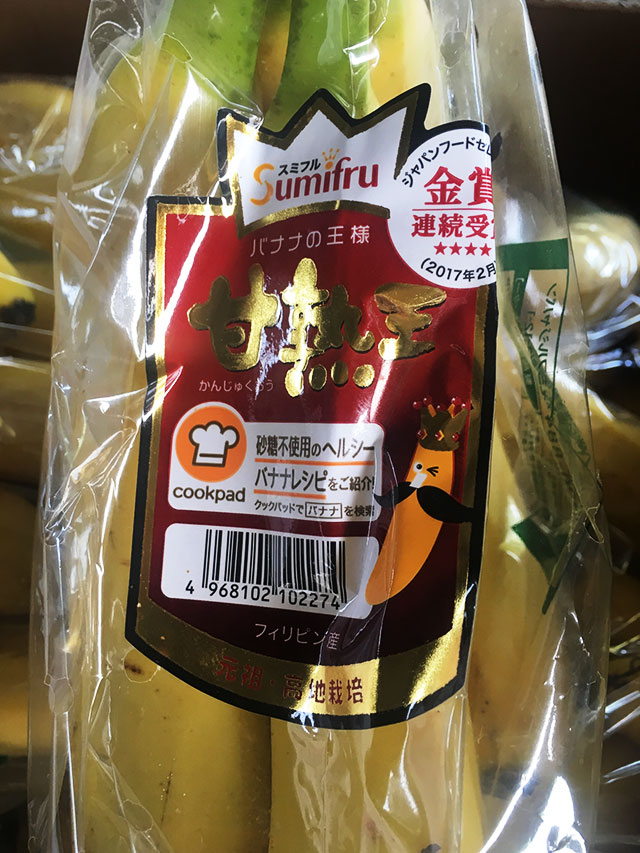 スミフル
Sumifru
ジャパンフードセ
金賞
連続受賞
★★★★
(2017年2月)
バナナの王様
甘熟王
かんじゅくおう
cookpad
砂糖不使用のヘルシー
バナナレシピをご紹介!
クックパッドで バナナ を検索
4 968102 102274
フィリピン産
元祖・高地栽培